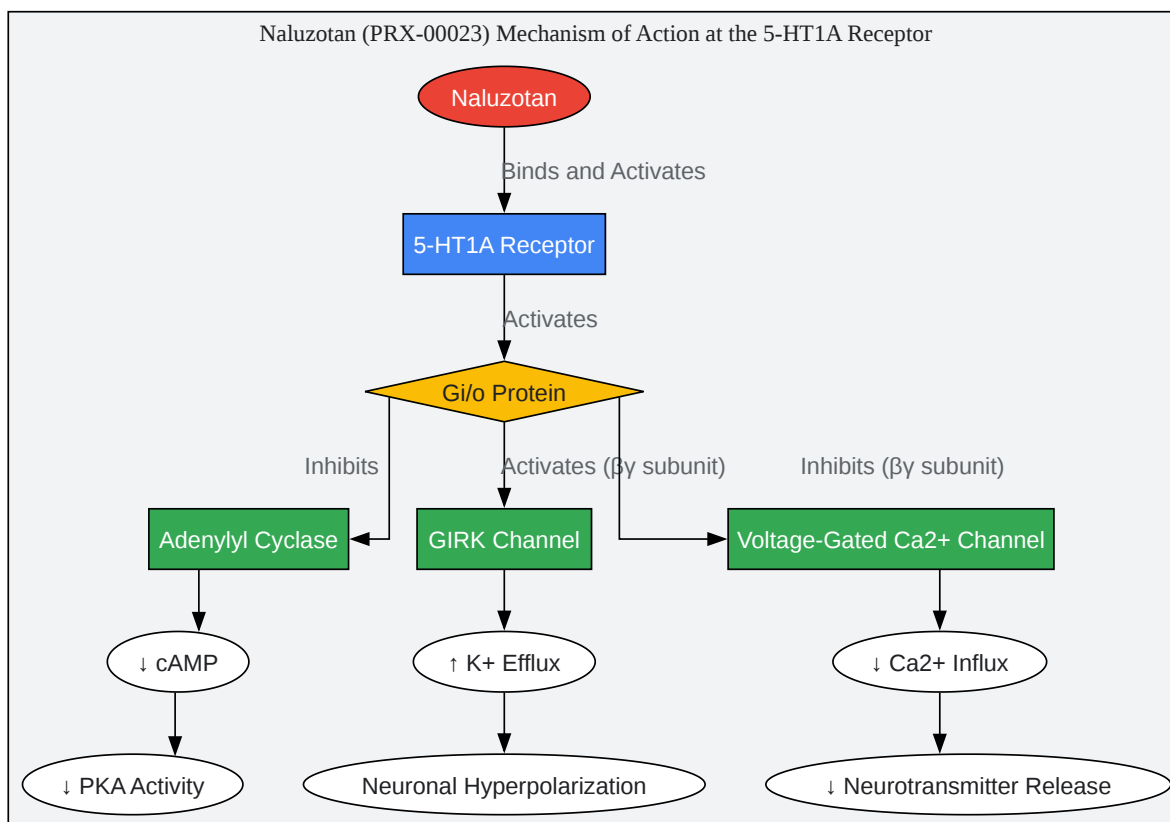 Naluzotan (PRX-00023) Mechanism of Action at the 5-HT1A Receptor
Naluzotan
Binds and Activates
5-HT1A Receptor
Activates
Gi/o Protein
Inhibits
Activates (βγ subunit)
Inhibits (βγ subunit)
Adenylyl Cyclase
GIRK Channel
Voltage-Gated Ca2+ Channel
↓ cAMP
↑ K+ Efflux
↓ Ca2+ Influx
↓ PKA Activity
Neuronal Hyperpolarization
↓ Neurotransmitter Release